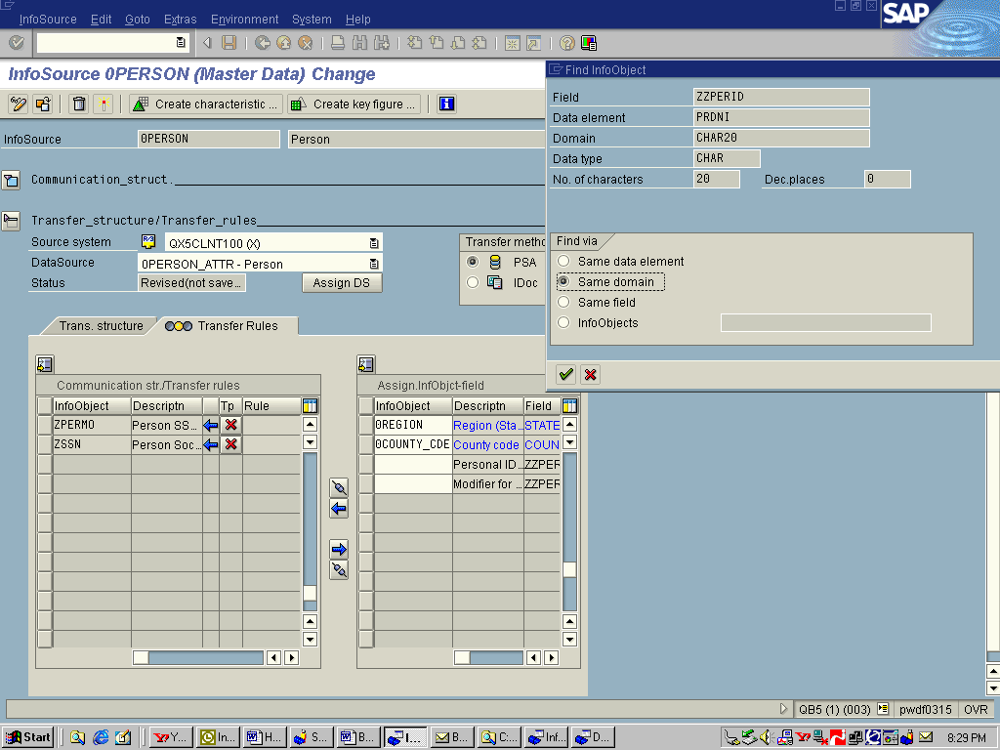 InfoSource Edit Goto Extras Environment System Help
SAP
InfoSource 0PERSON (Master Data) Change
Create characteristic ... Create key figure ...
InfoSource 0PERSON Person
Communication_struct.
Transfer_structure/Transfer_rules
Source system R/3 QX5CLNT100 (X)
DataSource 0PERSON_ATTR - Person
Status Revised(not save... Assign DS
Transfer metho
PSA
IDoc
Trans. structure Transfer Rules
Communication str./Transfer rules
InfoObject Descriptn Tp Rule
ZPERMO Person SS...
ZSSN Person Soc...
Assign.InfObjct-field
InfoObject Descriptn Field
0REGION Region (Sta... STATE
0COUNTY_CDE County code COUN
Personal ID... ZZPER
Modifier for ... ZZPER
Find InfoObject
Field ZZPERID
Data element PRDNI
Domain CHAR20
Data type CHAR
No. of characters 20 Dec.places 0
Find via
Same data element
Same domain
Same field
InfoObjects
QB5 (1) (003) pwdf0315 OVR
Start Y... In... H... S... B... I... B... C:... Inf... D... 8:29 PM